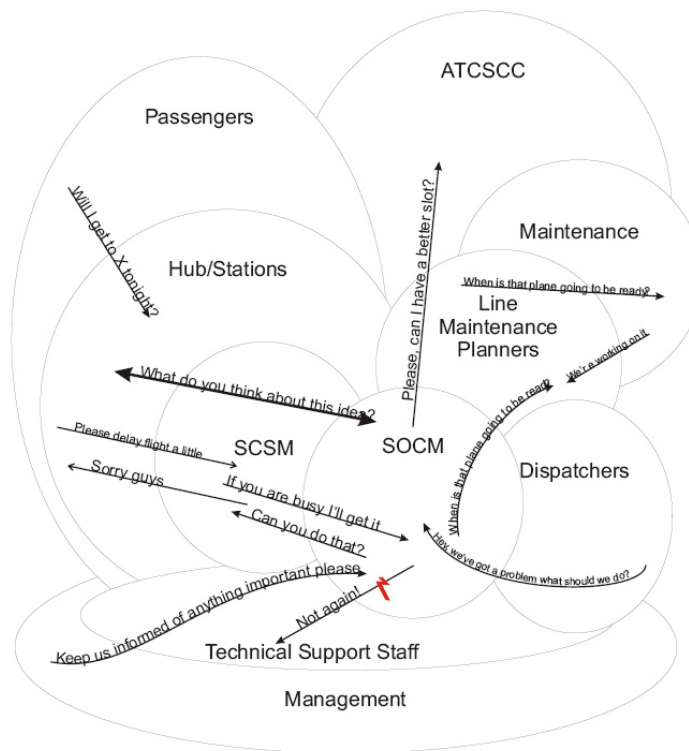 ATCSCC
Passengers
Will I get to X tonight?
Please, can I have a better slot?
Maintenance
Hub/Stations
When is that plane going to be ready?
Line
Maintenance
Planners
We'r e working on it
What do you think about this idea?
When is that plane going to be ready?
Please delay flight a little
SCSM
SOCM
Dispatchers
Sorry guys
If you are busy I'll get it
Can you do that?
Hey, we've got a problem what should we do?
Keep us informed of anything important please
Not again!
Technical Support Staff
Management